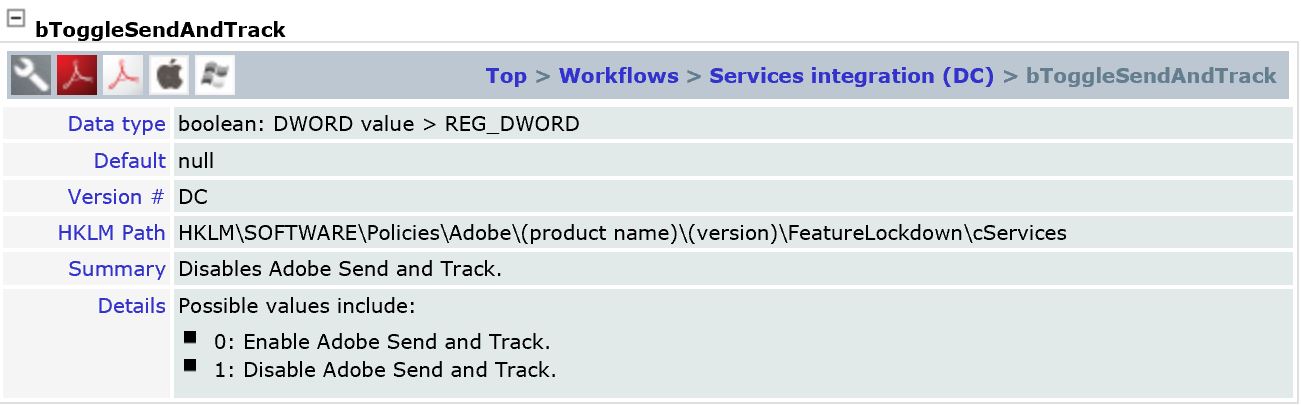 bToggleSendAndTrack
Top > Workflows > Services integration (DC) > bToggleSendAndTrack
Data type boolean: DWORD value > REG_DWORD
Default null
Version # DC
HKLM Path HKLM\SOFTWARE\Policies\Adobe\(product name)\(version)\FeatureLockdown\cServices
Summary Disables Adobe Send and Track.
Details Possible values include:
0: Enable Adobe Send and Track.
1: Disable Adobe Send and Track.